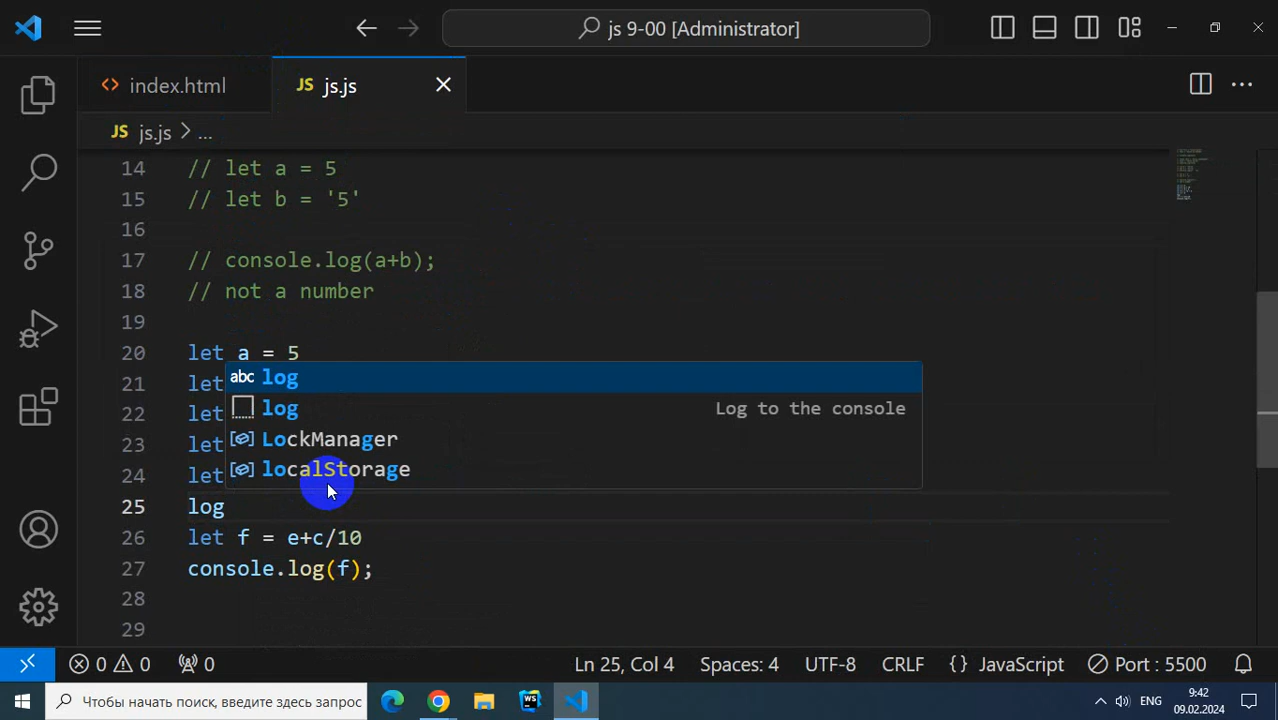 js 9-00 [Administrator]
index.html
JS js.js
JS js.js > ...
14 // let a = 5
15 // let b = '5'
16
17 // console.log(a+b);
18 // not a number
19
20 let a = 5
21 let
22 let
23 let
24 let
abc log
log Log to the console
LockManager
localStorage
25 log
26 let f = e+c/10
27 console.log(f);
28
29
0 0 0 Ln 25, Col 4 Spaces: 4 UTF-8 CRLF {} JavaScript Port : 5500
Чтобы начать поиск, введите здесь запрос
WS
ENG
9:42
09.02.2024